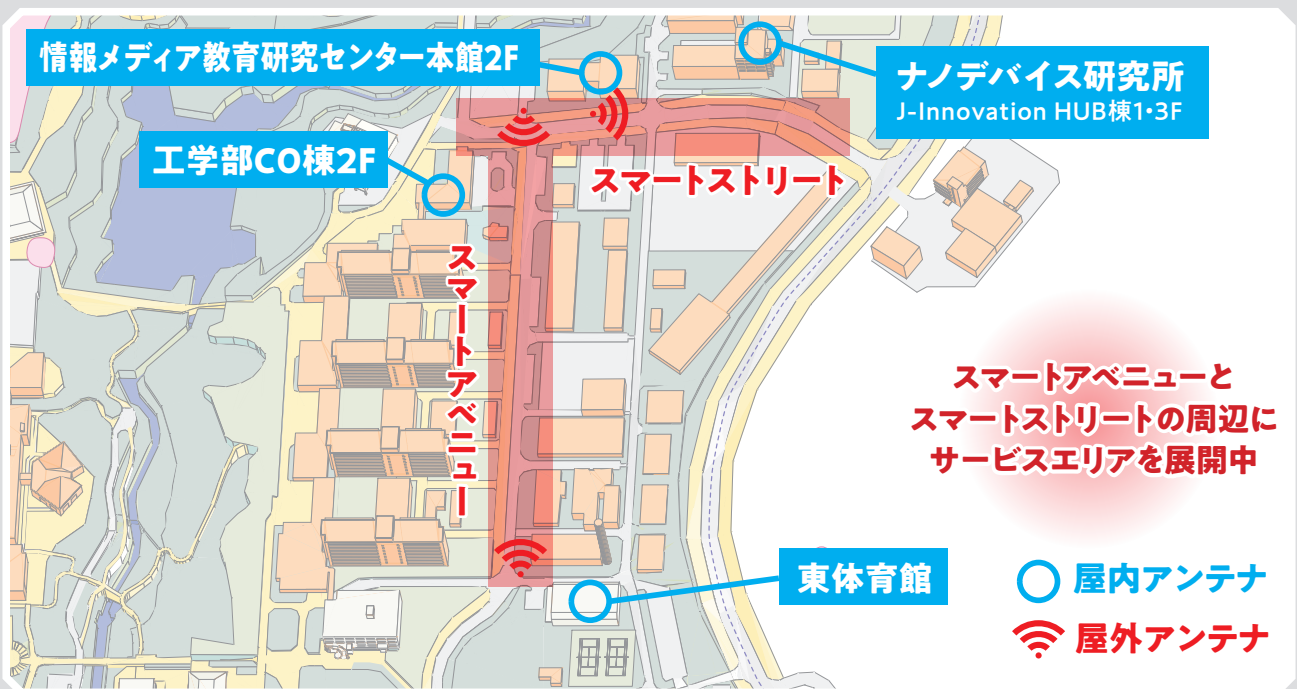 情報メディア教育研究センター本館2F
ナノデバイス研究所
J-Innovation HUB棟1・3F
工学部CO棟2F
スマートストリート
スマートアベニュー
スマートアベニューと
スマートストリートの周辺に
サービスエリアを展開中
東体育館
屋内アンテナ
屋外アンテナ